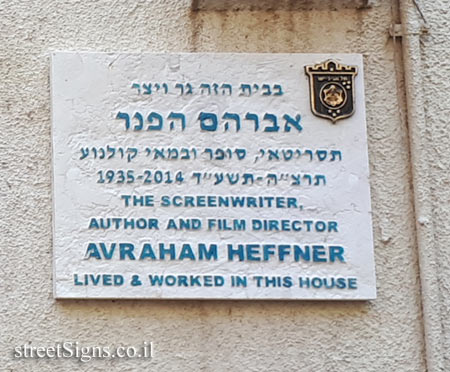 בבית הזה גר ויצר
אברהם הפנר
תסריטאי, סופר ובמאי קולנוע
תרצ"ה-תשע"ד 1935-2014
THE SCREENWRITER,
AUTHOR AND FILM DIRECTOR
AVRAHAM HEFFNER
LIVED & WORKED IN THIS HOUSE
streetSigns.co.il